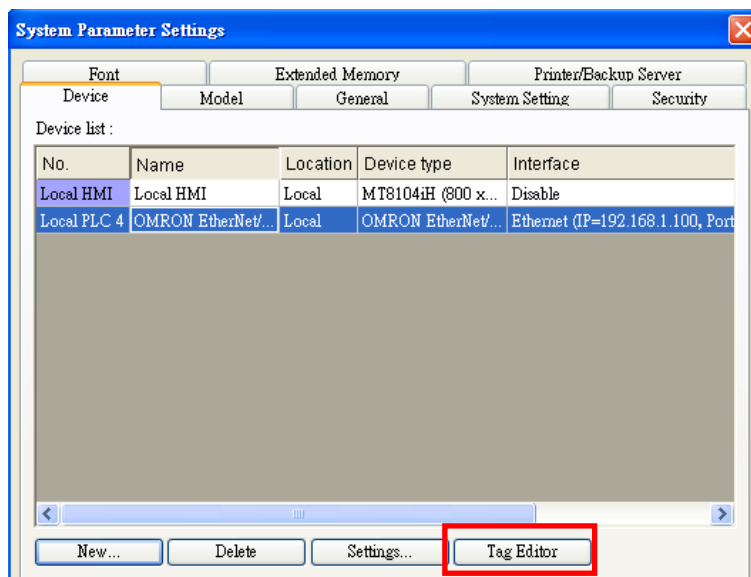 System Parameter Settings
Font Extended Memory Printer/Backup Server
Device Model General System Setting Security
Device list :
No. Name Location Device type Interface
Local HMI Local HMI Local MT8104iH (800 x... Disable
Local PLC 4 OMRON EtherNet/... Local OMRON EtherNet/... Ethernet (IP=192.168.1.100, Port
New... Delete Settings... Tag Editor